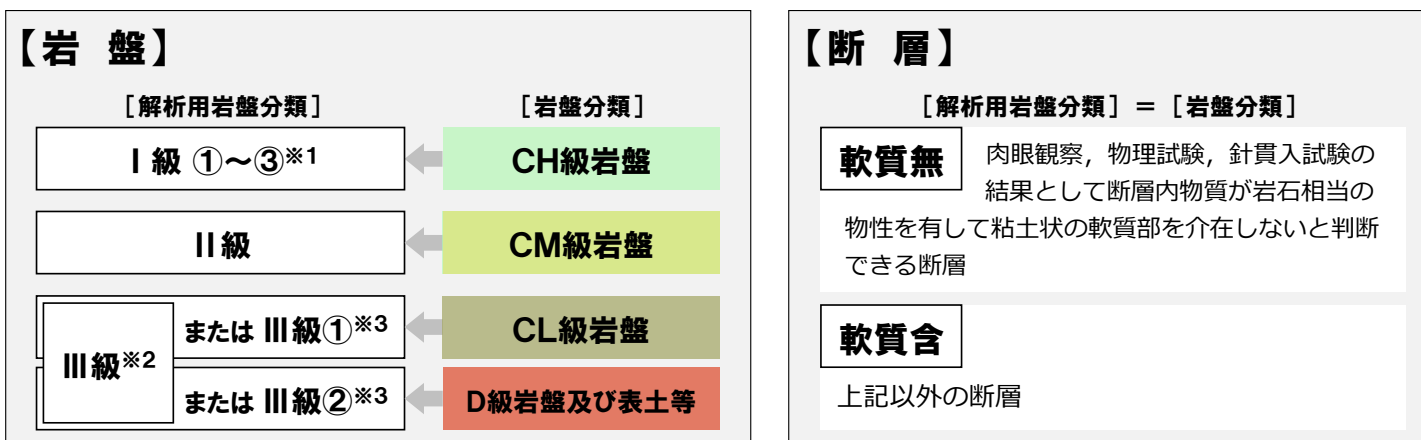 【岩 盤】
[解析用岩盤分類] [岩盤分類]
Ⅰ級 ①～③※1 CH級岩盤
Ⅱ級 CM級岩盤
Ⅲ級※2
または Ⅲ級①※3 CL級岩盤
または Ⅲ級②※3 D級岩盤及び表土等
【断 層】
[解析用岩盤分類] ＝ [岩盤分類]
軟質無
肉眼観察，物理試験，針貫入試験の
結果として断層内物質が岩石相当の
物性を有して粘土状の軟質部を介在しないと判断
できる断層
軟質含
上記以外の断層